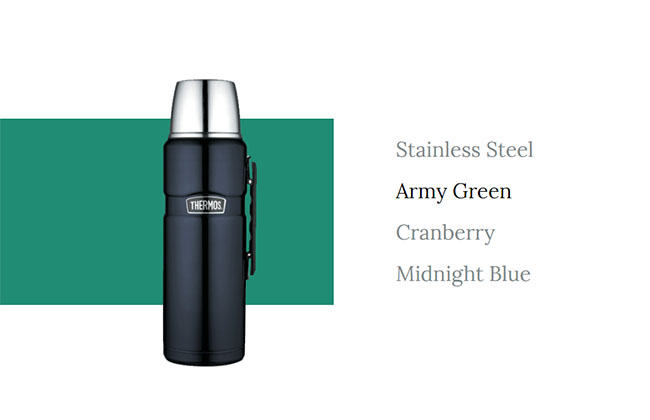 THERMOS.
Stainless Steel
Army Green
Cranberry
Midnight Blue